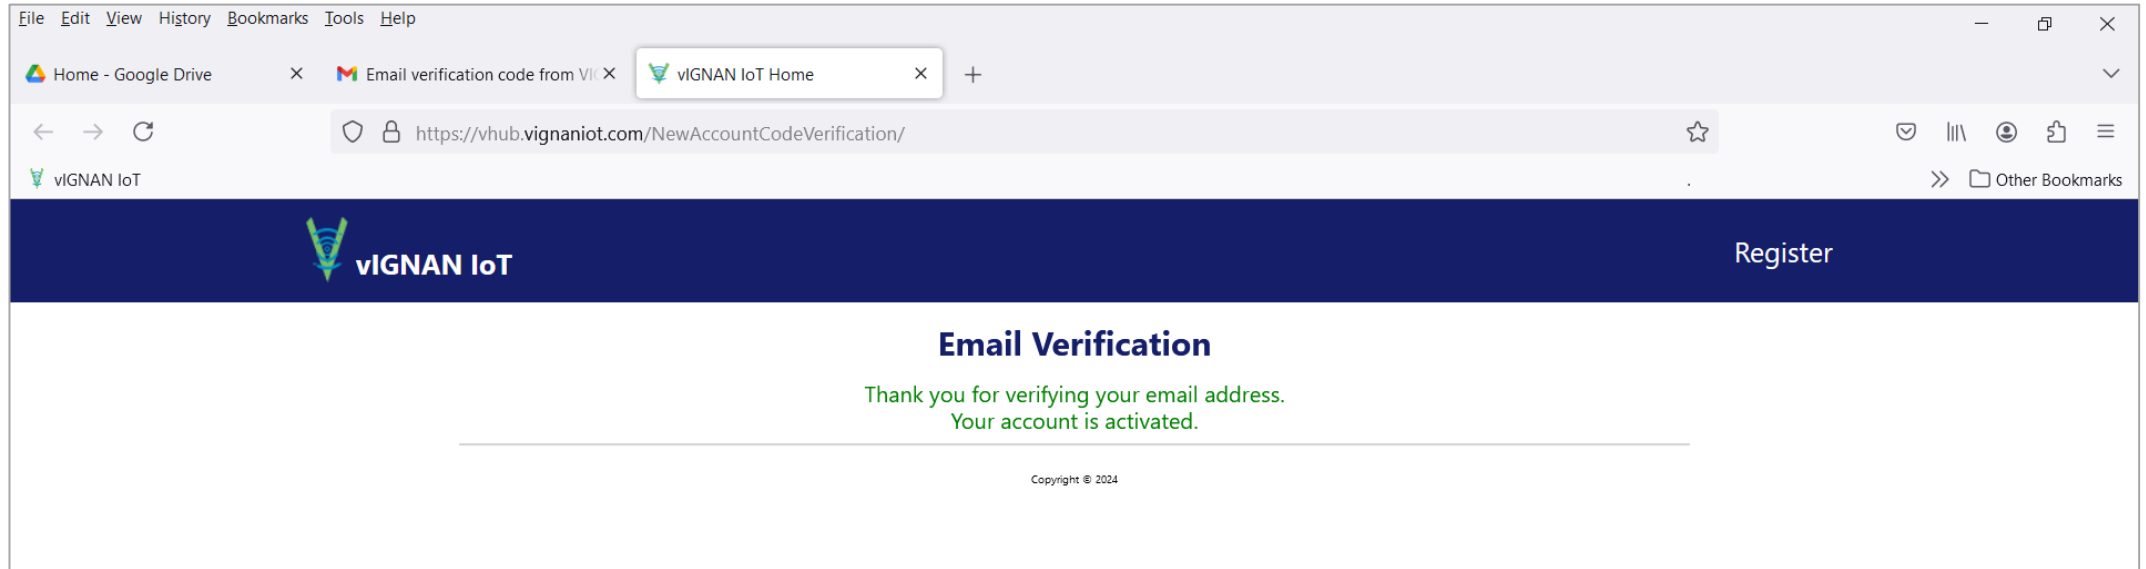 File Edit View History Bookmarks Tools Help
Home - Google Drive
Email verification code from VI
vIGNAN IoT Home
https://vhub.vignaniot.com/NewAccountCodeVerification/
vIGNAN IoT
Other Bookmarks
vIGNAN IoT
Register
Email Verification
Thank you for verifying your email address.
Your account is activated.
Copyright © 2024